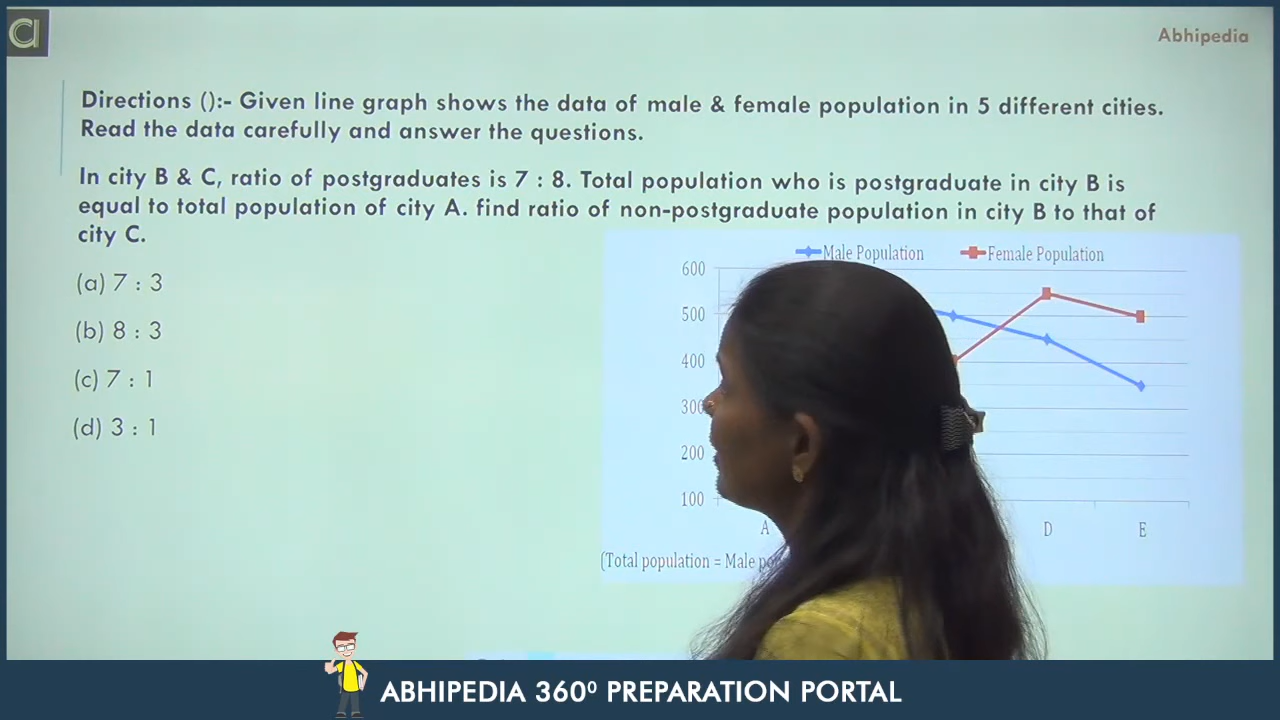 Abhipedia
Directions ():- Given line graph shows the data of male & female population in 5 different cities.
Read the data carefully and answer the questions.
In city B & C, ratio of postgraduates is 7 : 8. Total population who is postgraduate in city B is
equal to total population of city A. find ratio of non-postgraduate population in city B to that of
city C.
(a) 7 : 3
(b) 8 : 3
(c) 7 : 1
(d) 3 : 1
Male Population Female Population
600
500
400
300
200
100
A D E
(Total population = Male
ABHIPEDIA 360⁰ PREPARATION PORTAL